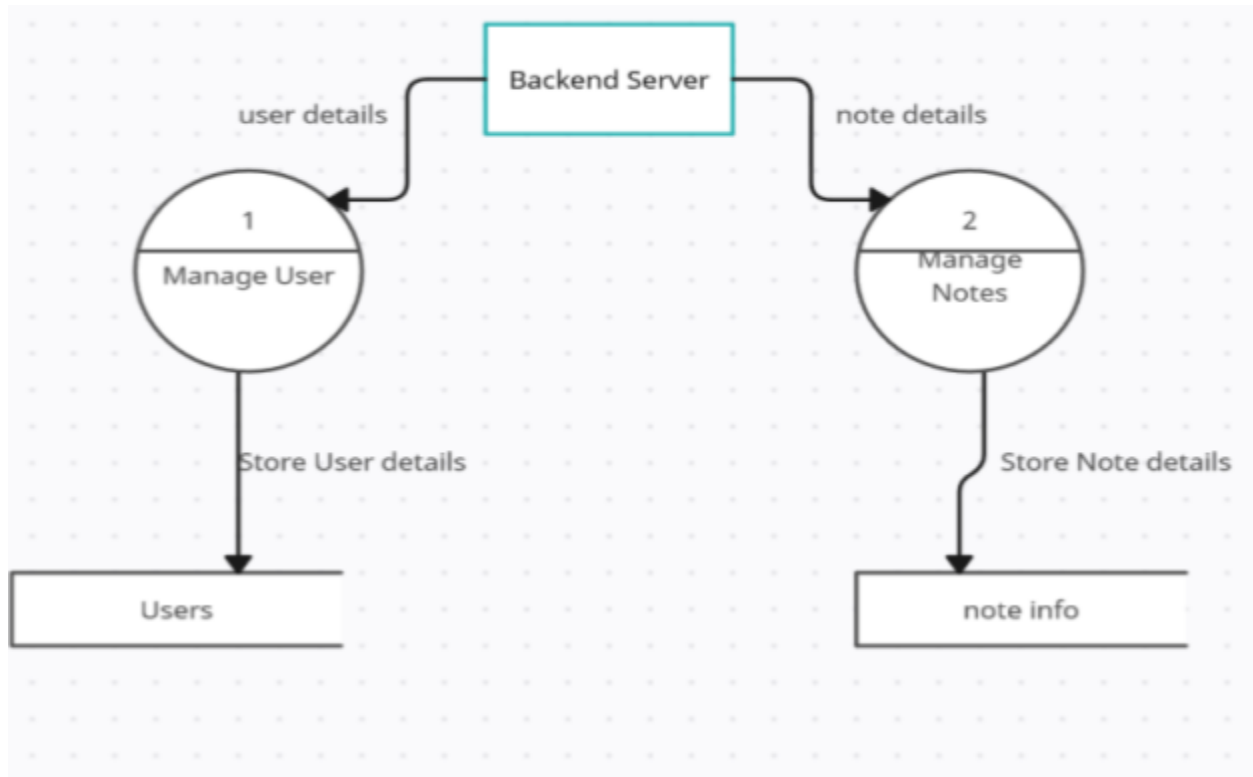 Backend Server
user details
note details
1
2
Manage User
Manage
Notes
Store User details
Store Note details
Users
note info